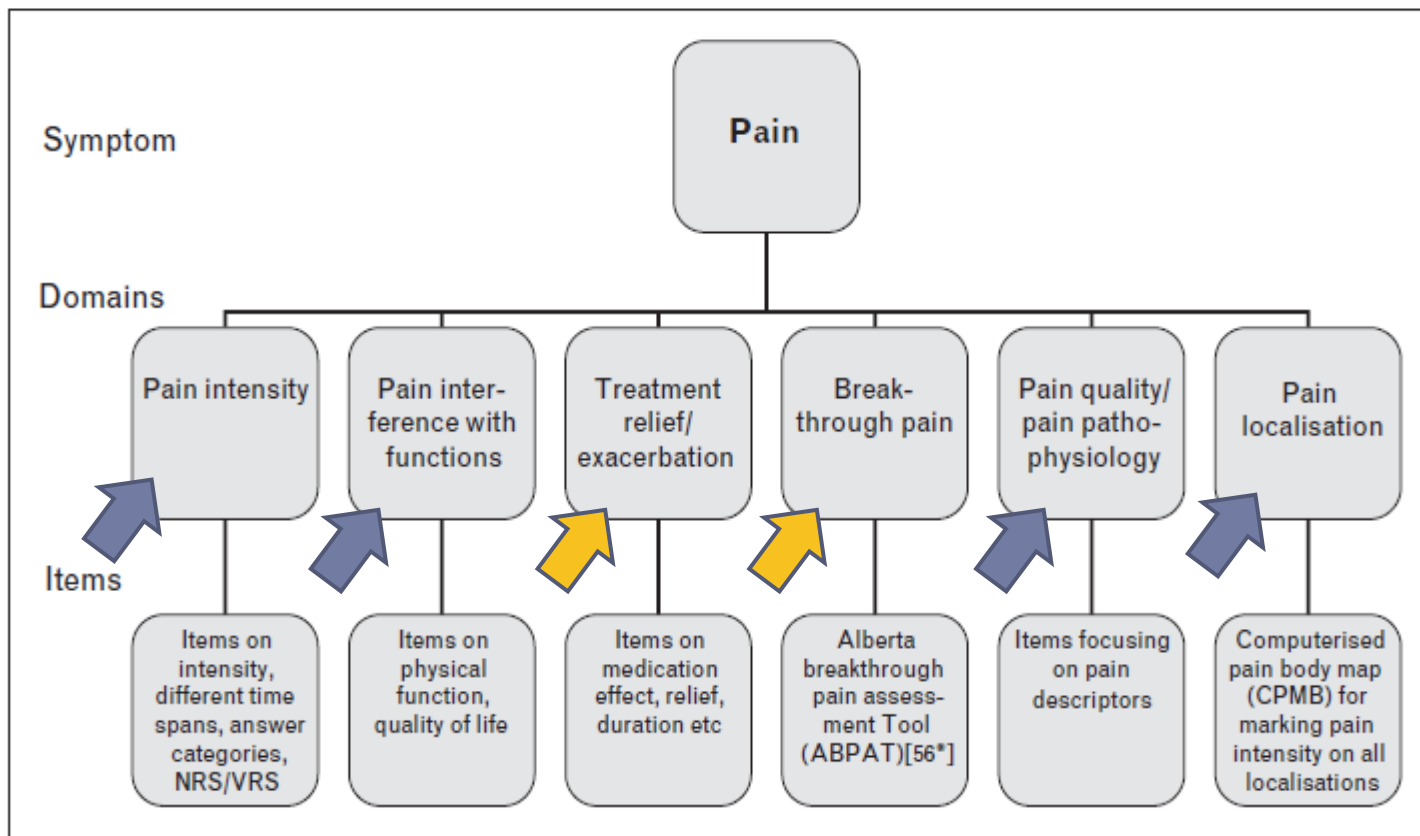 Symptom
Pain
Domains
Pain intensity
Pain inter-
ference with
functions
Treatment
relief/
exacerbation
Break-
through pain
Pain quality/
pain patho-
physiology
Pain
localisation
Items
Items on
intensity,
different time
spans, answer
categories,
NRS/VRS
Items on
physical
function,
quality of life
Items on
medication
effect, relief,
duration etc
Alberta
breakthrough
pain assess-
ment Tool
(ABPAT)[56*]
Items focusing
on pain
descriptors
Computerised
pain body map
(CPMB) for
marking pain
intensity on all
localisations